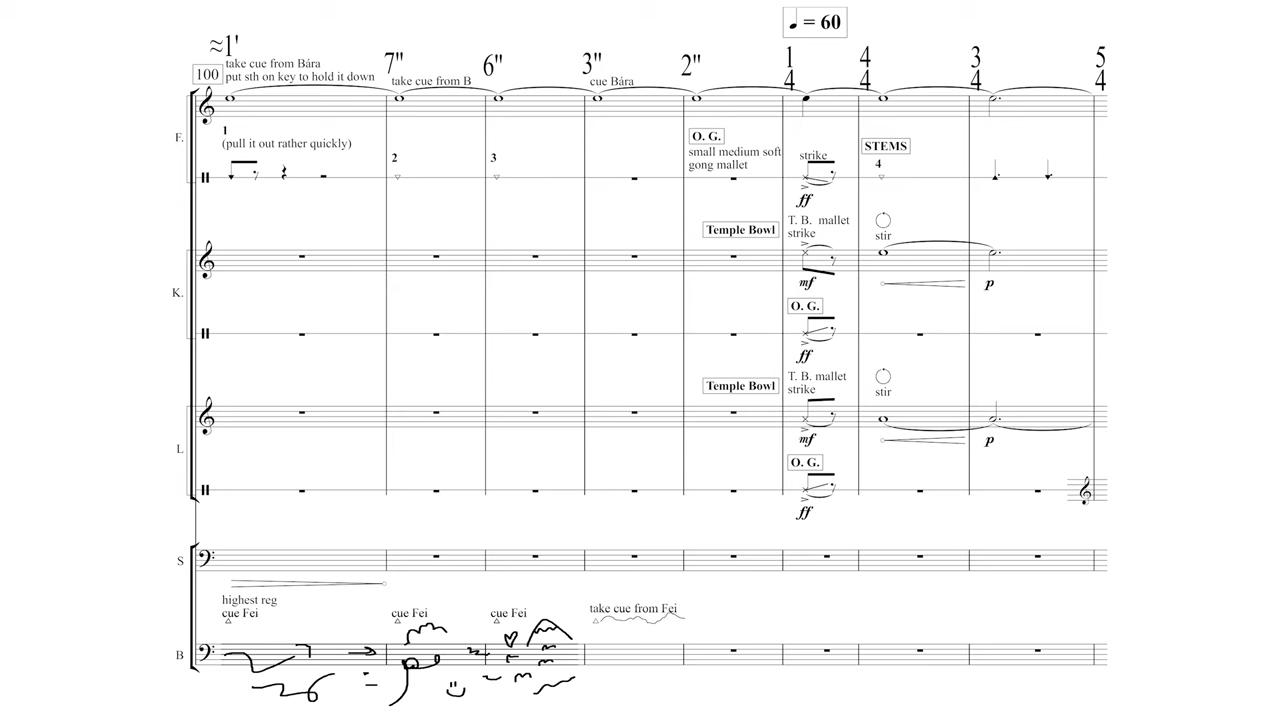 ♩ = 60
≈1' 7" 6" 3" 2" 1 4 4 4 3 4 5 4
take cue from Bára
100 put sth on key to hold it down
take cue from B
cue Bára
F.
1
(pull it out rather quickly)
2
3
O. G.
small medium soft
gong mallet
strike
ff
STEMS
4
K.
Temple Bowl
T. B. mallet
strike
mf
stir
p
O. G.
ff
L
Temple Bowl
T. B. mallet
strike
mf
stir
p
O. G.
ff
S
highest reg
cue Fei
cue Fei
cue Fei
take cue from Fei
B